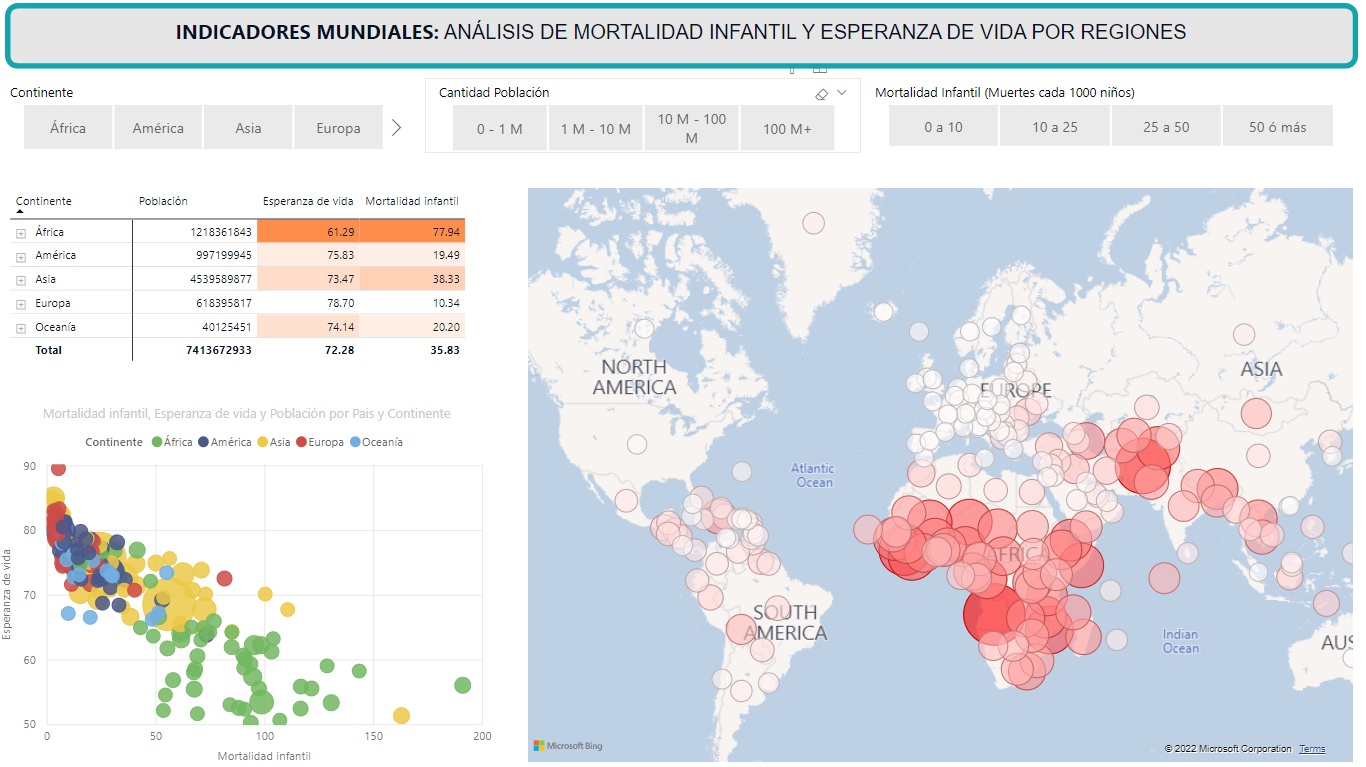 INDICADORES MUNDIALES: ANÁLISIS DE MORTALIDAD INFANTIL Y ESPERANZA DE VIDA POR REGIONES
Continente
África América Asia Europa
Cantidad Población
0 - 1 M 1 M - 10 M 10 M - 100 M 100 M+
Mortalidad Infantil (Muertes cada 1000 niños)
0 a 10 10 a 25 25 a 50 50 ó más
Continente Población Esperanza de vida Mortalidad infantil
África 1218361843 61.29 77.94
América 997199945 75.83 19.49
Asia 4539589877 73.47 38.33
Europa 618395817 78.70 10.34
Oceanía 40125451 74.14 20.20
Total 7413672933 72.28 35.83
Mortalidad infantil, Esperanza de vida y Población por Pais y Continente
Continente África América Asia Europa Oceanía
Esperanza de vida
90
80
70
60
50
0 50 100 150 200
Mortalidad infantil
NORTH
AMERICA
EUROPE
ASIA
Atlantic
Ocean
AFRICA
SOUTH
AMERICA
Indian
Ocean
AUS
Microsoft Bing
© 2022 Microsoft Corporation Terms